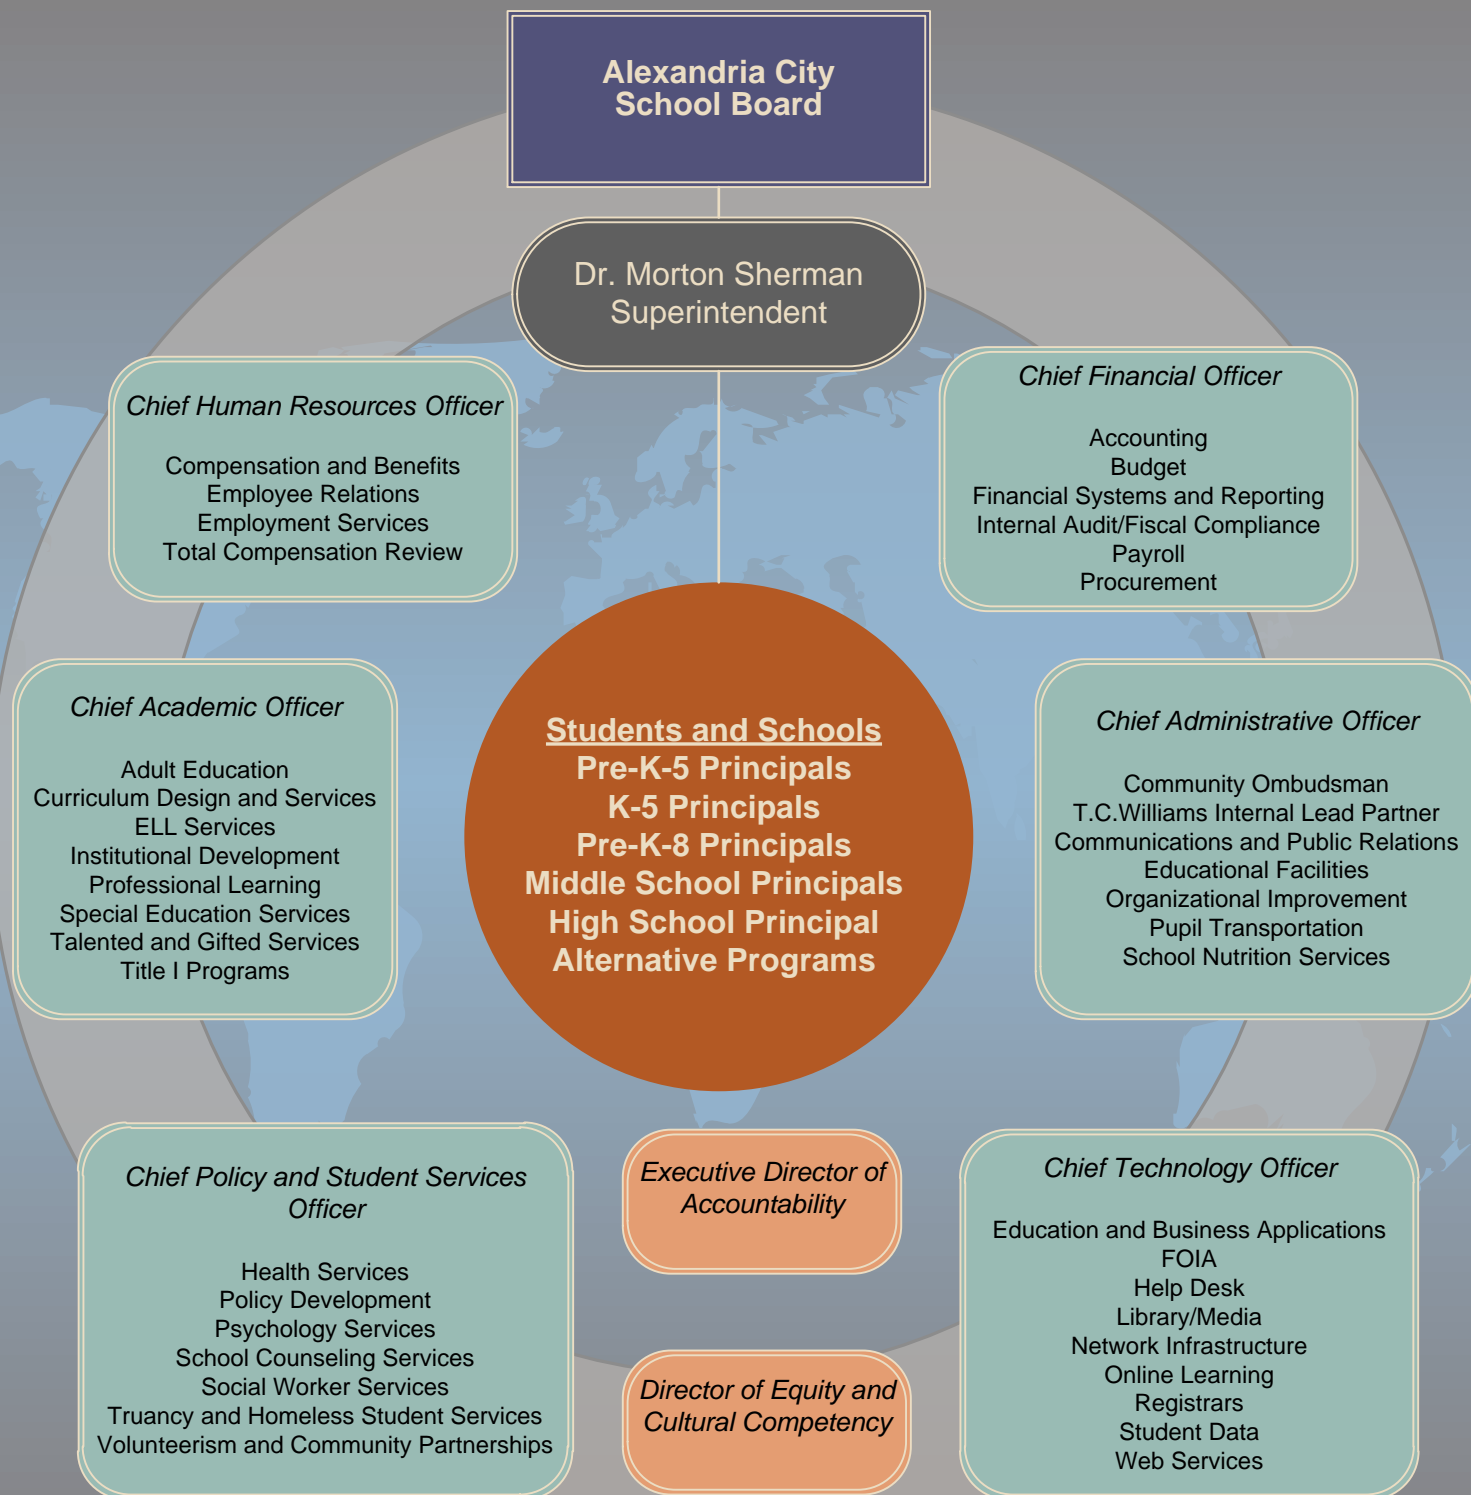 Alexandria City
School Board
Dr. Morton Sherman
Superintendent
Chief Human Resources Officer
Compensation and Benefits
Employee Relations
Employment Services
Total Compensation Review
Chief Financial Officer
Accounting
Budget
Financial Systems and Reporting
Internal Audit/Fiscal Compliance
Payroll
Procurement
Chief Academic Officer
Adult Education
Curriculum Design and Services
ELL Services
Institutional Development
Professional Learning
Special Education Services
Talented and Gifted Services
Title I Programs
Students and Schools
Pre-K-5 Principals
K-5 Principals
Pre-K-8 Principals
Middle School Principals
High School Principal
Alternative Programs
Chief Administrative Officer
Community Ombudsman
T.C.Williams Internal Lead Partner
Communications and Public Relations
Educational Facilities
Organizational Improvement
Pupil Transportation
School Nutrition Services
Chief Policy and Student Services
Officer
Health Services
Policy Development
Psychology Services
School Counseling Services
Social Worker Services
Truancy and Homeless Student Services
Volunteerism and Community Partnerships
Executive Director of
Accountability
Director of Equity and
Cultural Competency
Chief Technology Officer
Education and Business Applications
FOIA
Help Desk
Library/Media
Network Infrastructure
Online Learning
Registrars
Student Data
Web Services